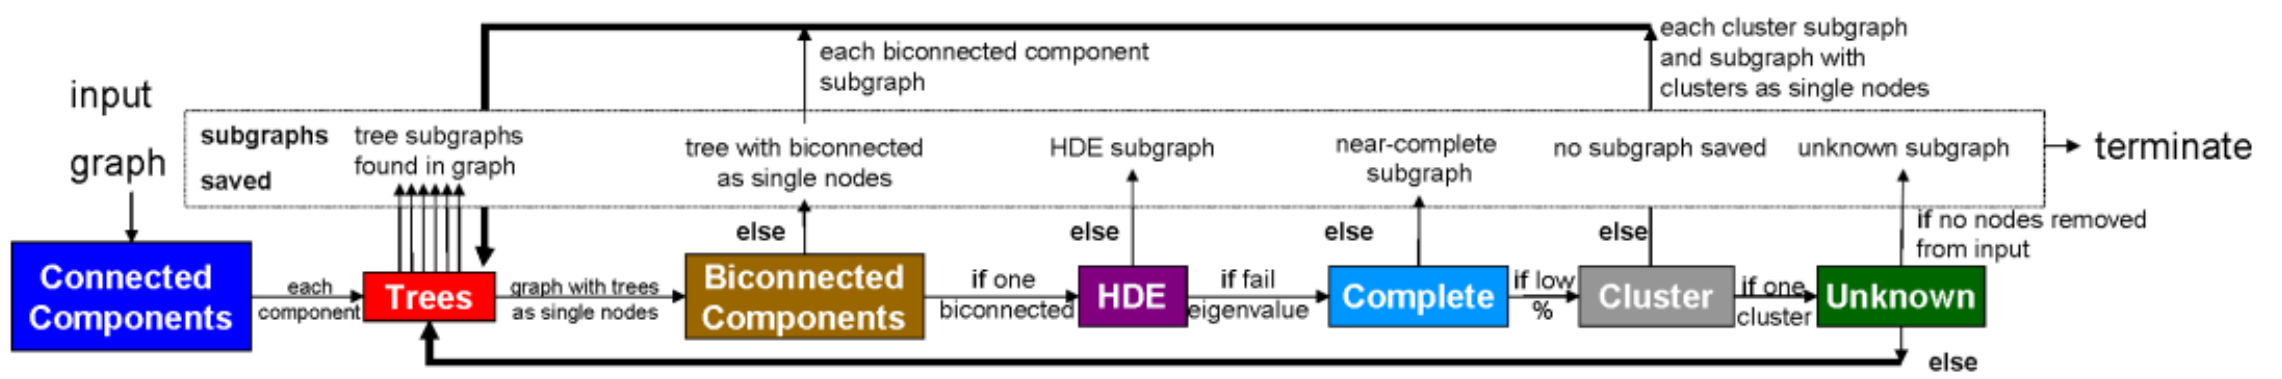 each cluster subgraph
and subgraph with
clusters as single nodes
each biconnected component
subgraph
input
graph
subgraphs
saved
tree subgraphs
found in graph
tree with biconnected
as single nodes
HDE subgraph
near-complete
subgraph
no subgraph saved
unknown subgraph
terminate
else
else
else
else
if no nodes removed
from input
Connected
Components
each
component
Trees
graph with trees
as single nodes
Biconnected
Components
if one
biconnected
HDE
if fail
eigenvalue
Complete
if low
%
Cluster
if one
cluster
Unknown
else